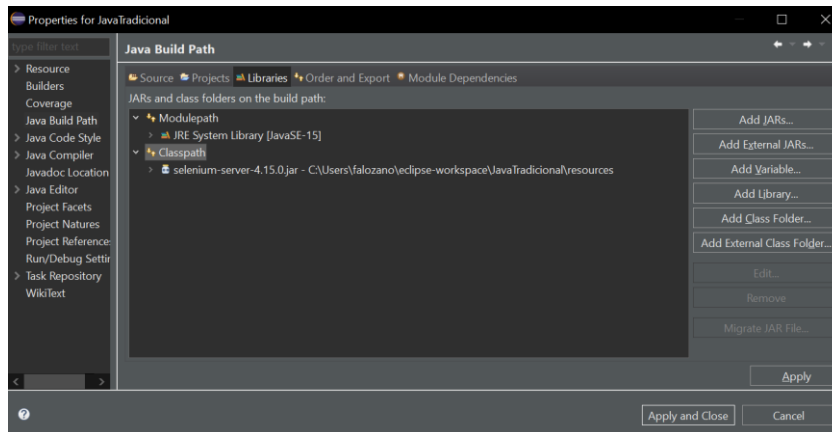 Properties for JavaTradicional
type filter text
Resource
Builders
Coverage
Java Build Path
Java Code Style
Java Compiler
Javadoc Location
Java Editor
Project Facets
Project Natures
Project Reference
Run/Debug Settir
Task Repository
WikiText
Java Build Path
Source Projects Libraries Order and Export Module Dependencies
JARs and class folders on the build path:
Modulepath
JRE System Library [JavaSE-15]
Classpath
selenium-server-4.15.0.jar - C:\Users\falozano\eclipse-workspace\JavaTradicional\resources
Add JARs...
Add External JARs...
Add Variable...
Add Library...
Add Class Folder...
Add External Class Folder...
Edit...
Remove
Migrate JAR File...
Apply
Apply and Close
Cancel